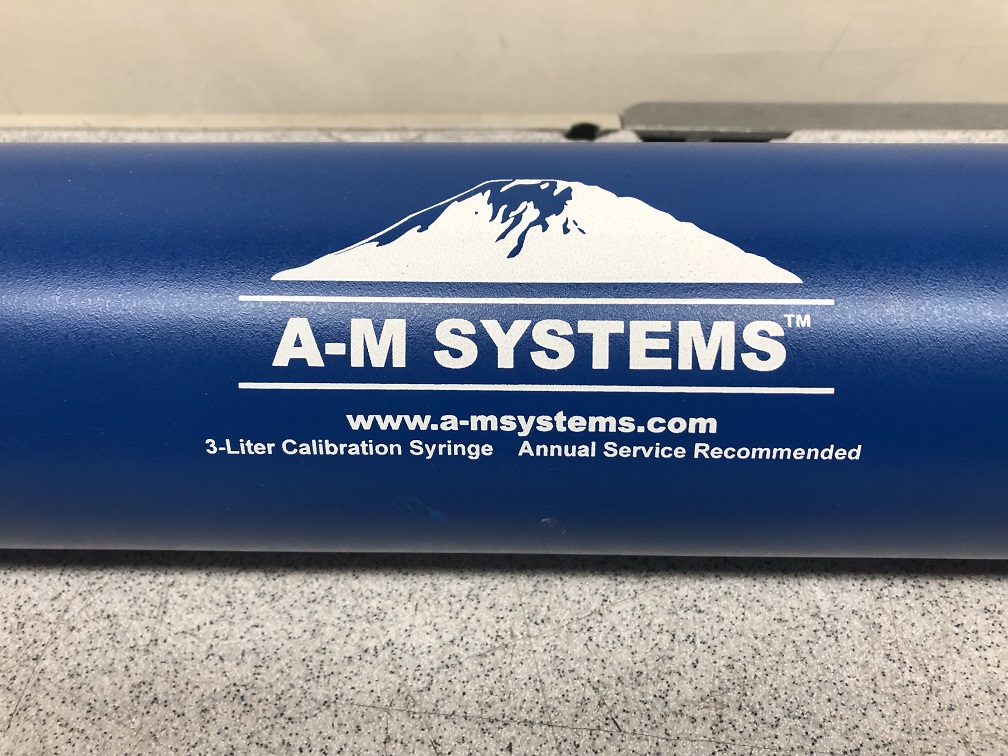 A-M SYSTEMS™
www.a-msystems.com
3-Liter Calibration Syringe Annual Service Recommended